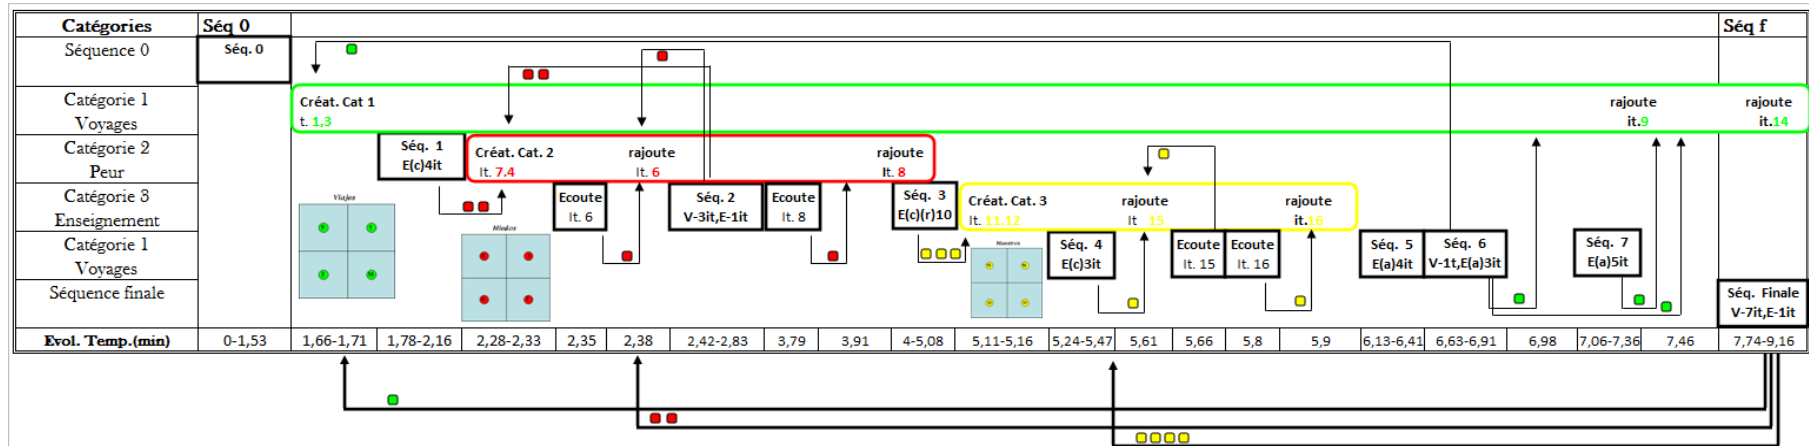 Catégories Séq 0 Séq f
Séquence 0
Séq. 0
Catégorie 1
Voyages
Créat. Cat 1
t. 1,3
rajoute
it.9
rajoute
it.14
Catégorie 2
Peur
Séq. 1
E(c)4it
Créat. Cat. 2
It. 7.4
rajoute
It. 6
rajoute
It. 8
Catégorie 3
Enseignement
Viajes
Miedos
Ecoute
It. 6
Séq. 2
V-3it,E-1it
Ecoute
It. 8
Séq. 3
E(c)(r)10
Créat. Cat. 3
It. 11.12
rajoute
It 15
rajoute
it.16
Catégorie 1
Voyages
Maestros
Séq. 4
E(c)3it
Ecoute
It. 15
Ecoute
It. 16
Séq. 5
E(a)4it
Séq. 6
V-1t,E(a)3it
Séq. 7
E(a)5it
Séquence finale
Séq. Finale
V-7it,E-1it
Evol. Temp.(min) 0-1,53 1,66-1,71 1,78-2,16 2,28-2,33 2,35 2,38 2,42-2,83 3,79 3,91 4-5,08 5,11-5,16 5,24-5,47 5,61 5,66 5,8 5,9 6,13-6,41 6,63-6,91 6,98 7,06-7,36 7,46 7,74-9,16